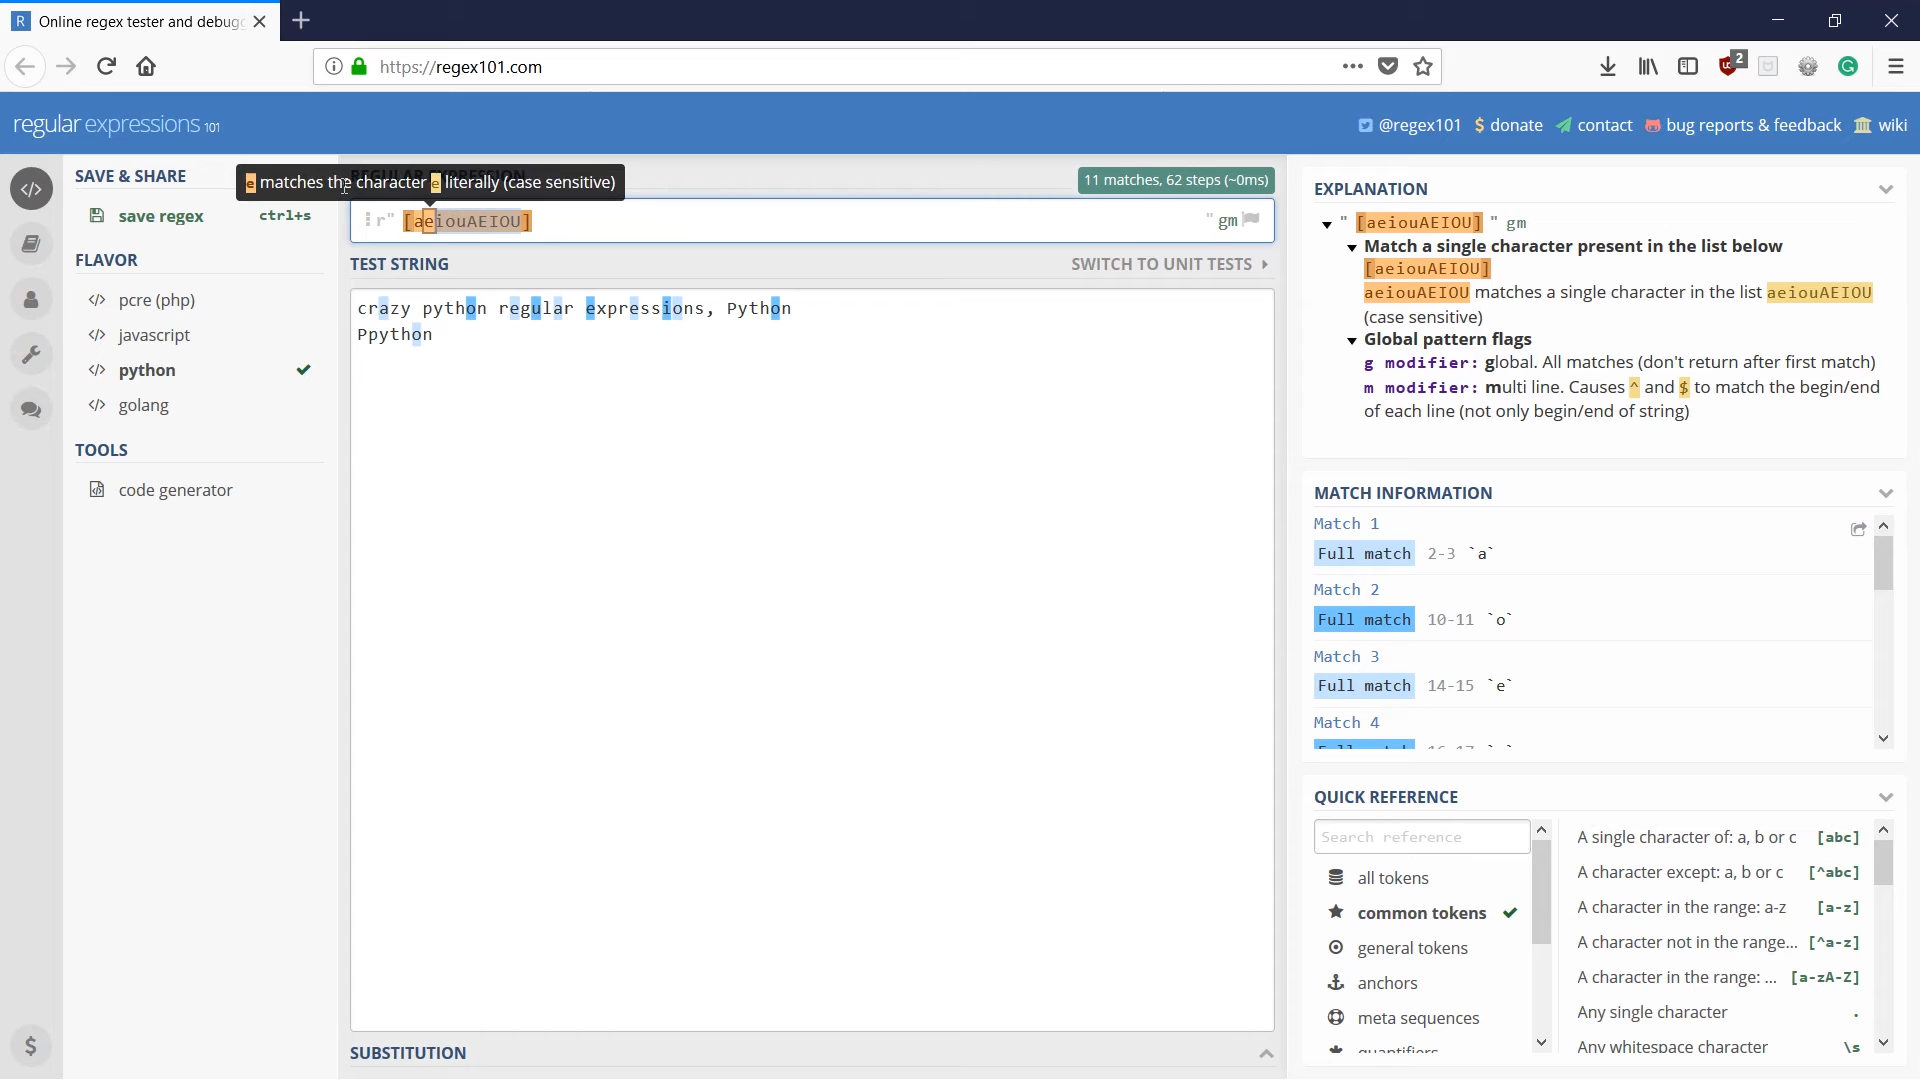 R Online regex tester and debugg
https://regex101.com
2
regular expressions 101
@regex101 $ donate contact bug reports & feedback wiki
SAVE & SHARE
save regex ctrl+s
FLAVOR
</> pcre (php)
</> javascript
</> python
</> golang
TOOLS
code generator
$
e matches the character e literally (case sensitive)
11 matches, 62 steps (~0ms)
r" [aeiouAEIOU] " gm
TEST STRING
SWITCH TO UNIT TESTS
crazy python regular expressions, Python
Ppython
SUBSTITUTION
EXPLANATION
" [aeiouAEIOU] " gm
Match a single character present in the list below
[aeiouAEIOU]
aeiouAEIOU matches a single character in the list aeiouAEIOU
(case sensitive)
Global pattern flags
g modifier: global. All matches (don't return after first match)
m modifier: multi line. Causes ^ and $ to match the begin/end
of each line (not only begin/end of string)
MATCH INFORMATION
Match 1
Full match 2-3 `a`
Match 2
Full match 10-11 `o`
Match 3
Full match 14-15 `e`
Match 4
QUICK REFERENCE
Search reference
all tokens
common tokens
general tokens
anchors
meta sequences
quantifiers
A single character of: a, b or c [abc]
A character except: a, b or c [^abc]
A character in the range: a-z [a-z]
A character not in the range... [^a-z]
A character in the range: ... [a-zA-Z]
Any single character .
Any whitespace character \s